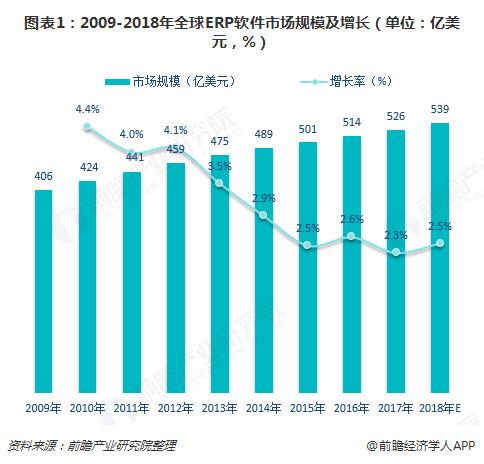 图表1：2009-2018年全球ERP软件市场规模及增长（单位：亿美
元，%）
市场规模（亿美元）
增长率（%）
4.4%
4.0%
4.1%
3.5%
2.9%
2.5%
2.6%
2.3%
2.5%
406
424
441
459
475
489
501
514
526
539
2009年
2010年
2011年
2012年
2013年
2014年
2015年
2016年
2017年
2018年E
前瞻产业研究院
资料来源：前瞻产业研究院整理
@前瞻经济学人APP